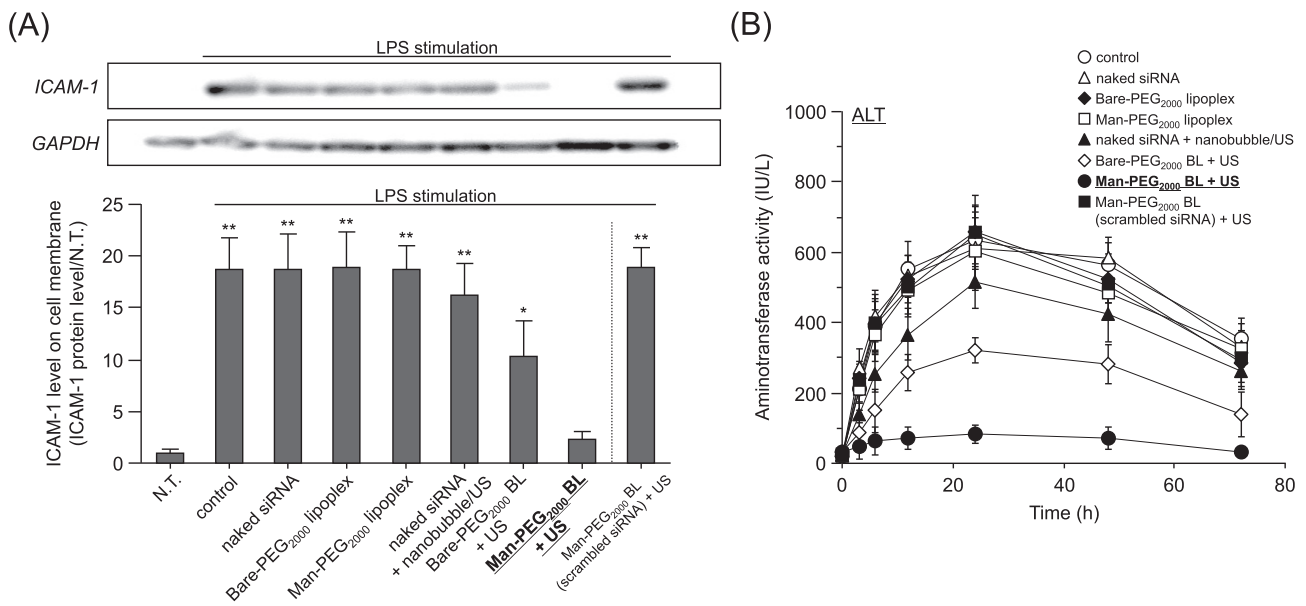 (A)
LPS stimulation
ICAM-1
GAPDH
LPS stimulation
ICAM-1 level on cell membrane
(ICAM-1 protein level/N.T.)
25
20
15
10
5
0
**
**
**
**
**
*
**
N.T.
control
naked siRNA
Bare-PEG2000 lipoplex
Man-PEG2000 lipoplex
naked siRNA
+ nanobubble/US
Bare-PEG2000 BL
+ US
Man-PEG2000 BL
+ US
Man-PEG2000 BL
(scrambled siRNA) + US
(B)
control
naked siRNA
Bare-PEG2000 lipoplex
Man-PEG2000 lipoplex
naked siRNA + nanobubble/US
Bare-PEG2000 BL + US
Man-PEG2000 BL + US
Man-PEG2000 BL
(scrambled siRNA) + US
ALT
Aminotransferase activity (IU/L)
1000
800
600
400
200
0
0 20 40 60 80
Time (h)